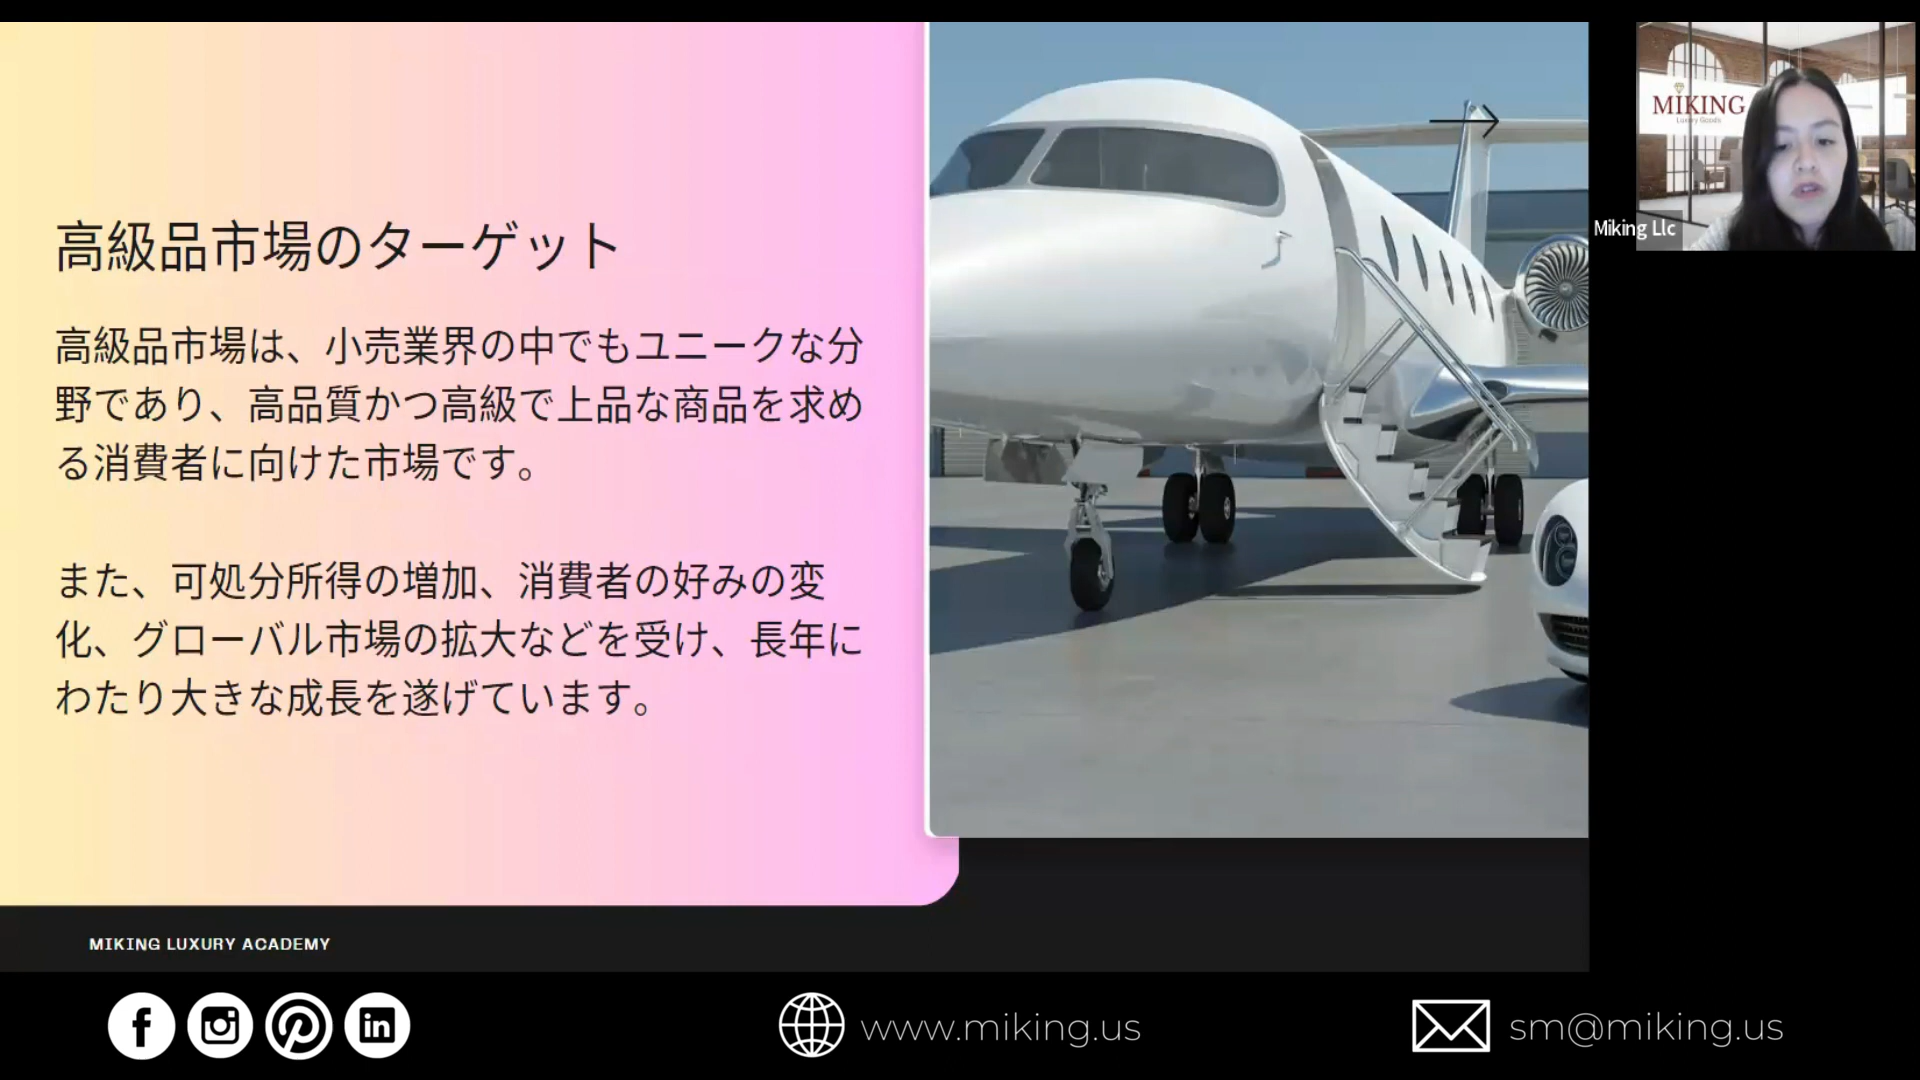 高級品市場のターゲット
高級品市場は、小売業界の中でもユニークな分
野であり、高品質かつ高級で上品な商品を求め
る消費者に向けた市場です。
また、可処分所得の増加、消費者の好みの変
化、グローバル市場の拡大などを受け、長年に
わたり大きな成長を遂げています。
MIKING
Luxury Goods
Miking Llc
MIKING LUXURY ACADEMY
www.miking.us
sm@miking.us